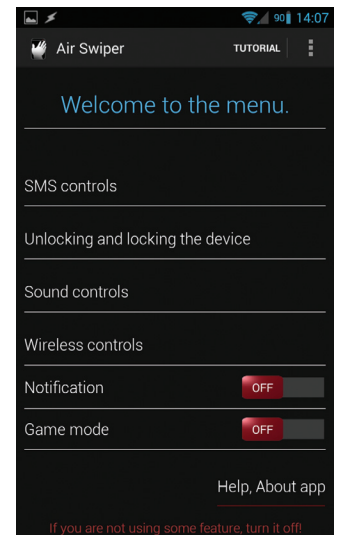 90 14:07
Air Swiper TUTORIAL
Welcome to the menu.
SMS controls
Unlocking and locking the device
Sound controls
Wireless controls
Notification OFF
Game mode OFF
Help, About app
If you are not using some feature, turn it off!